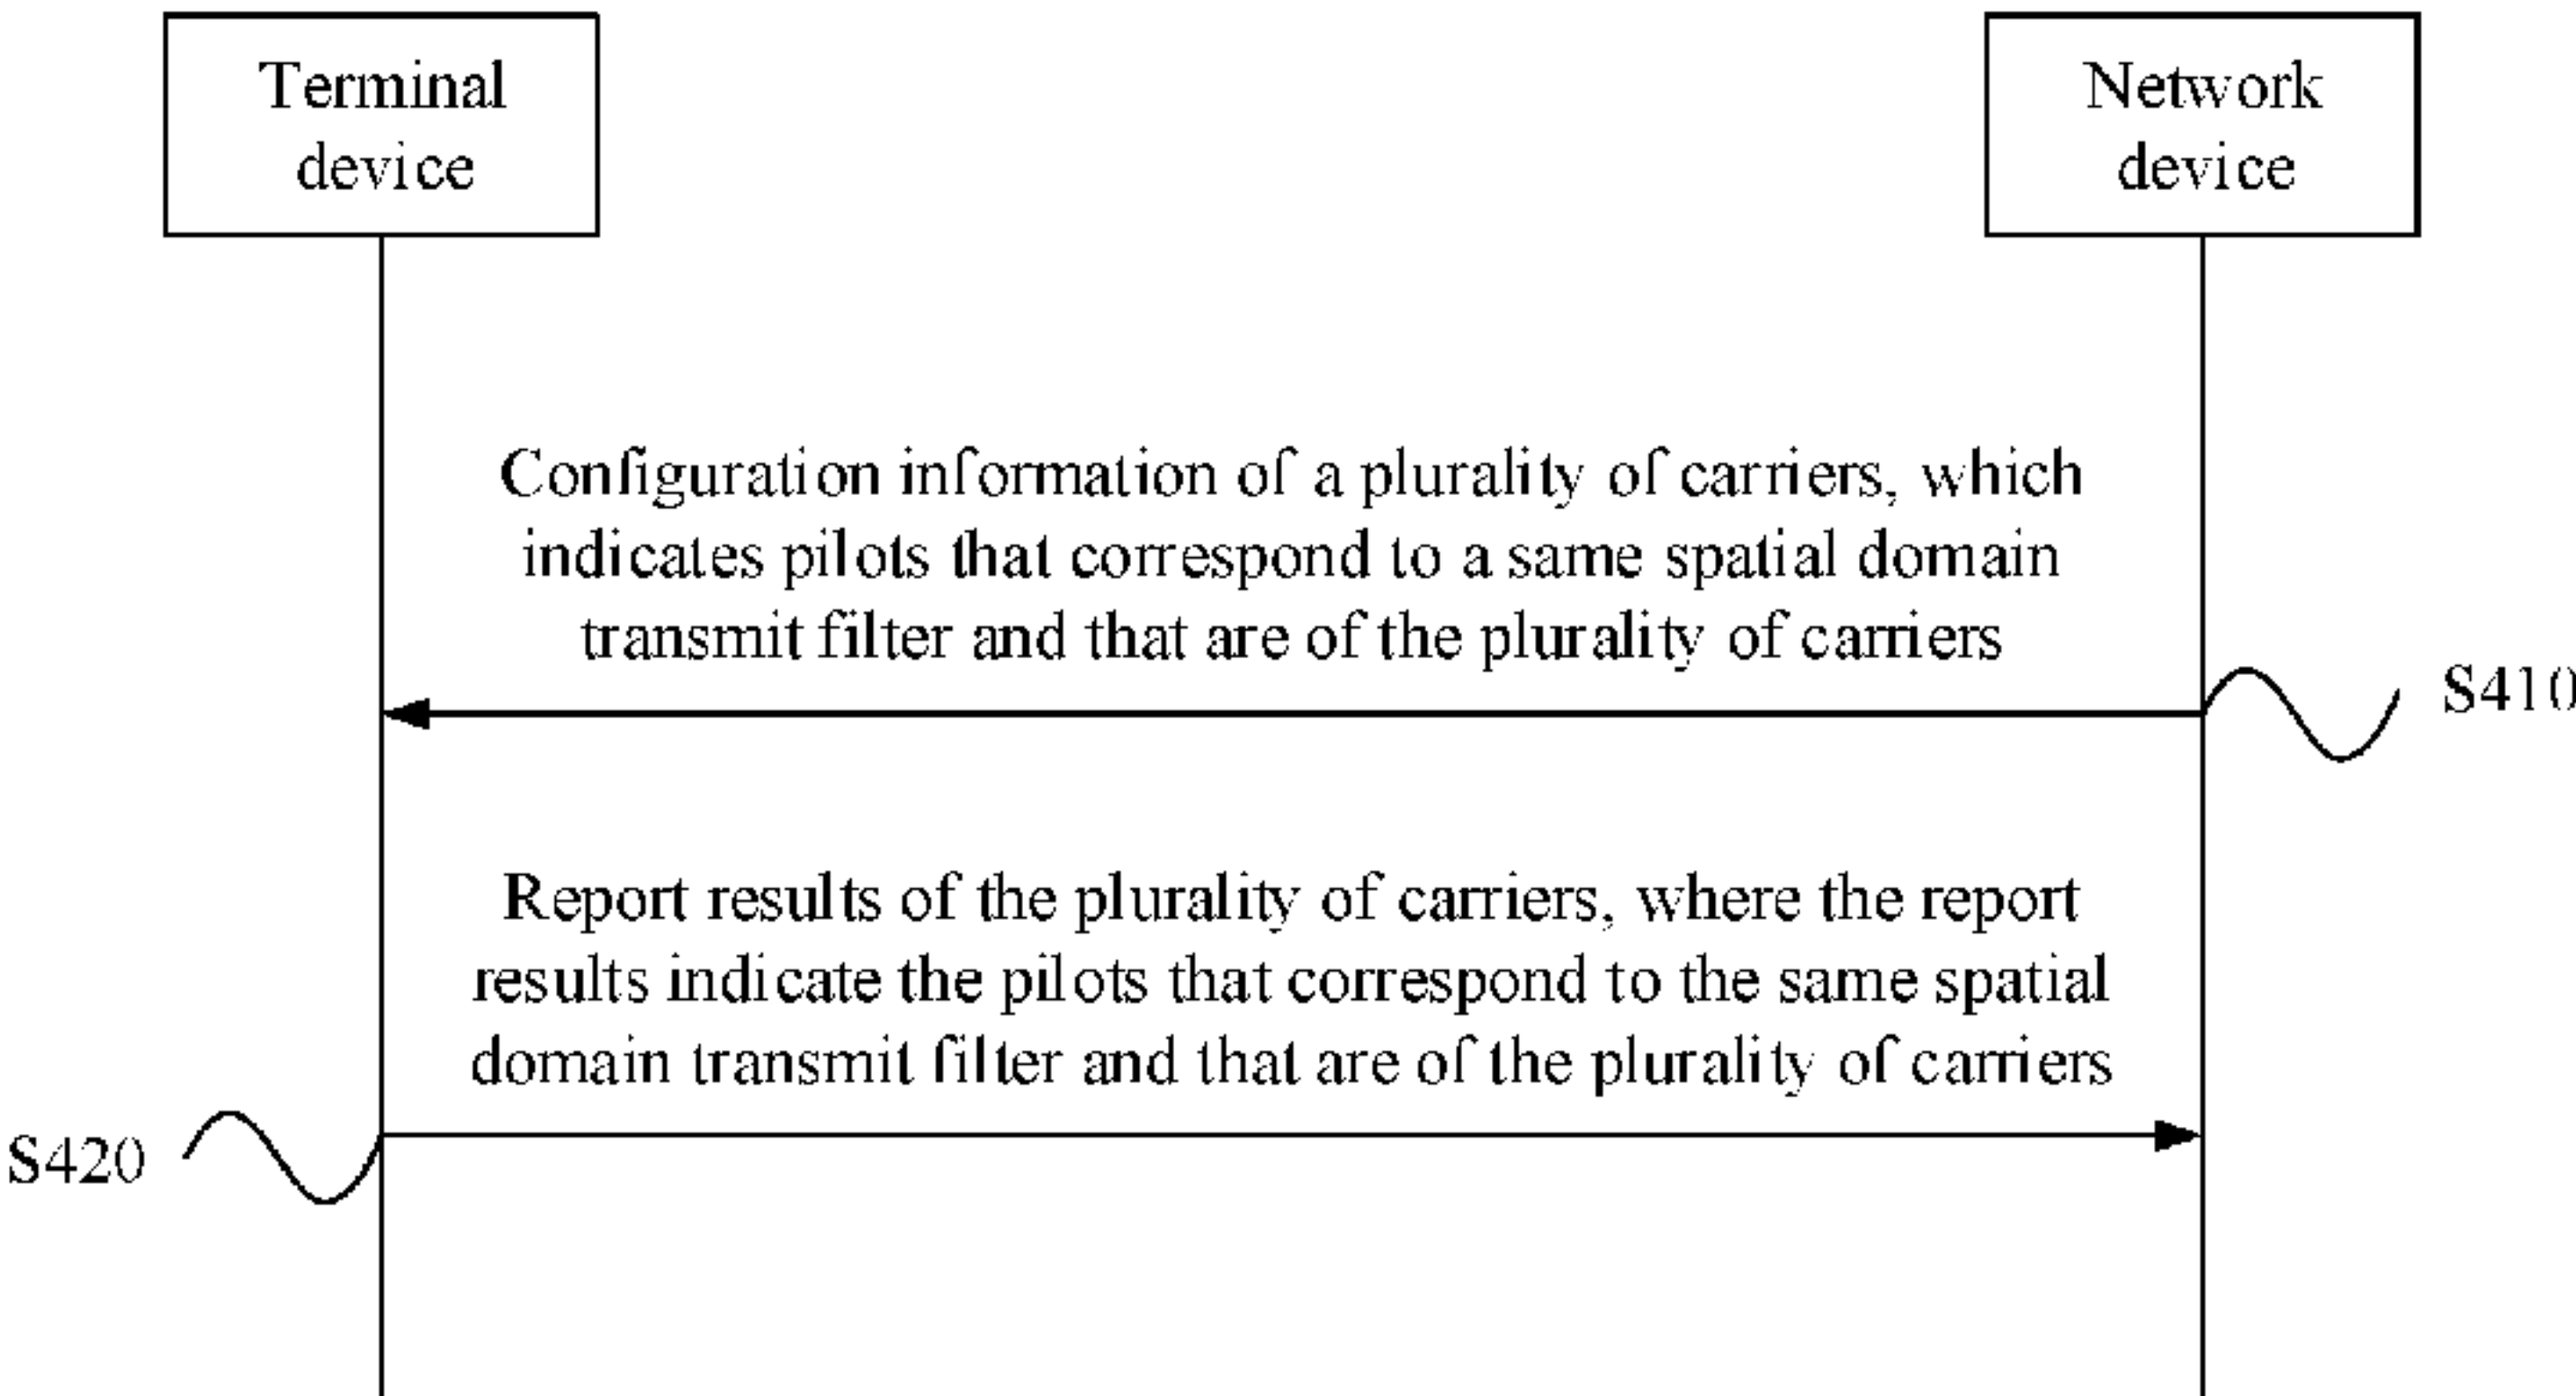 Terminal
device
Network
device
Configuration information of a plurality of carriers, which
indicates pilots that correspond to a same spatial domain
transmit filter and that are of the plurality of carriers
S410
Report results of the plurality of carriers, where the report
results indicate the pilots that correspond to the same spatial
domain transmit filter and that are of the plurality of carriers
S420